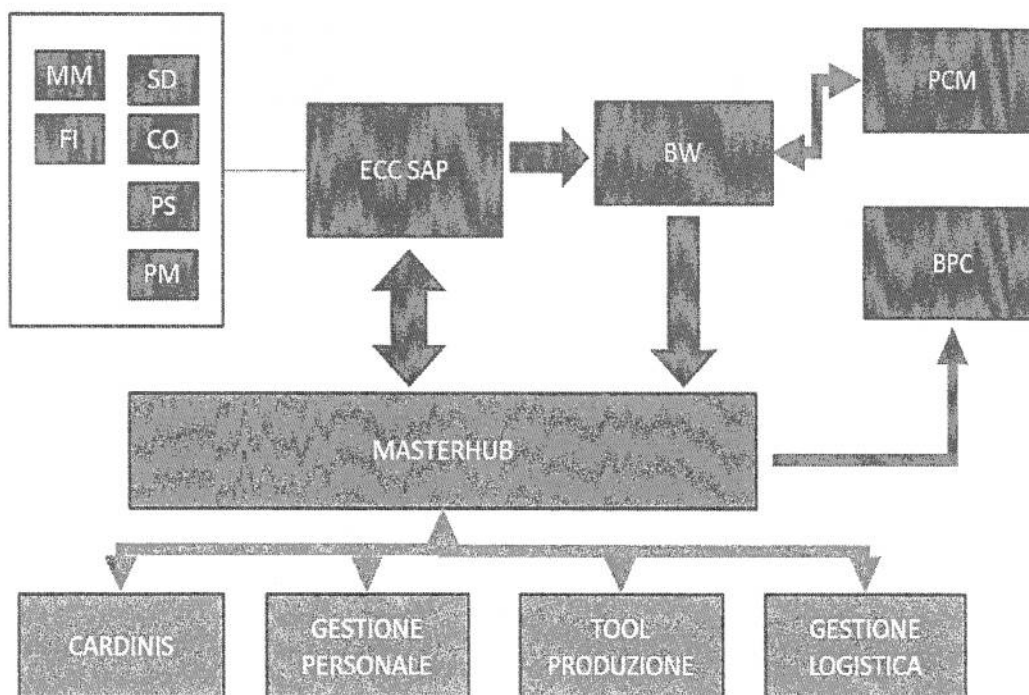 MM
SD
FI
CO
PS
PM
ECC SAP
BW
PCM
BPC
MASTERHUB
CARDINIS
GESTIONE
PERSONALE
TOOL
PRODUZIONE
GESTIONE
LOGISTICA